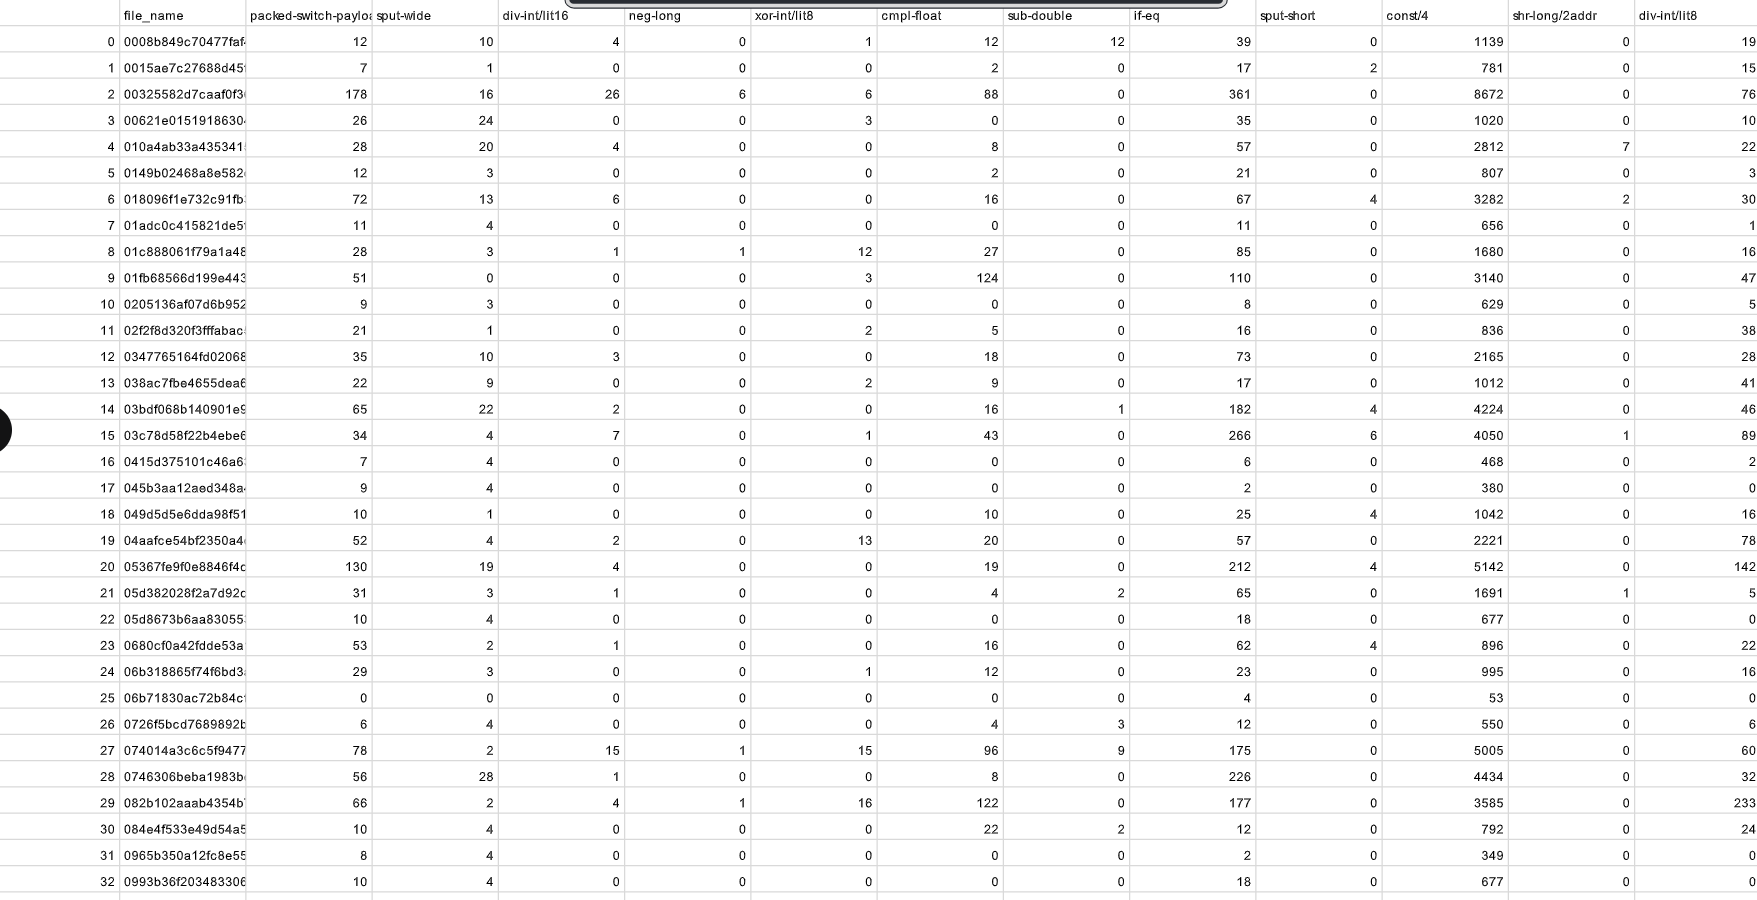 file_name packed-switch-payloa sput-wide div-int/lit16 neg-long xor-int/lit8 cmpl-float sub-double if-eq sput-short const/4 shr-long/2addr div-int/lit8
0 0008b849c70477faf 12 10 4 0 1 12 12 39 0 1139 0 19
1 0015ae7c27688d45 7 1 0 0 0 2 0 17 2 781 0 15
2 00325582d7caaf0f3 178 16 26 6 6 88 0 361 0 8672 0 76
3 00621e0151918630 26 24 0 0 3 0 0 35 0 1020 0 10
4 010a4ab33a435341 28 20 4 0 0 8 0 57 0 2812 7 22
5 0149b02468a8e582 12 3 0 0 0 2 0 21 0 807 0 3
6 018096f1e732c91fb 72 13 6 0 0 16 0 67 4 3282 2 30
7 01adc0c415821de5 11 4 0 0 0 0 0 11 0 656 0 1
8 01c888061f79a1a48 28 3 1 1 12 27 0 85 0 1680 0 16
9 01fb68566d199e443 51 0 0 0 3 124 0 110 0 3140 0 47
10 0205136af07d6b952 9 3 0 0 0 0 0 8 0 629 0 5
11 02f2f8d320f3fffabac 21 1 0 0 2 5 0 16 0 836 0 38
12 0347765164fd02068 35 10 3 0 0 18 0 73 0 2165 0 28
13 038ac7fbe4655dea6 22 9 0 0 2 9 0 17 0 1012 0 41
14 03bdf068b140901e9 65 22 2 0 0 16 1 182 4 4224 0 46
15 03c78d58f22b4ebe6 34 4 7 0 1 43 0 266 6 4050 1 89
16 0415d375101c46a6 7 4 0 0 0 0 0 6 0 468 0 2
17 045b3aa12aed348a 9 4 0 0 0 0 0 2 0 380 0 0
18 049d5d5e6dda98f51 10 1 0 0 0 10 0 25 4 1042 0 16
19 04aafce54bf2350a4 52 4 2 0 13 20 0 57 0 2221 0 78
20 05367fe9f0e8846f4c 130 19 4 0 0 19 0 212 4 5142 0 142
21 05d382028f2a7d92c 31 3 1 0 0 4 2 65 0 1691 1 5
22 05d8673b6aa83055 10 4 0 0 0 0 0 18 0 677 0 0
23 0680cf0a42fdde53a 53 2 1 0 0 16 0 62 4 896 0 22
24 06b318865f74f6bd3 29 3 0 0 1 12 0 23 0 995 0 16
25 06b71830ac72b84c 0 0 0 0 0 0 0 4 0 53 0 0
26 0726f5bcd7689892b 6 4 0 0 0 4 3 12 0 550 0 6
27 074014a3c6c5f9477 78 2 15 1 15 96 9 175 0 5005 0 60
28 0746306beba1983b 56 28 1 0 0 8 0 226 0 4434 0 32
29 082b102aaab4354b 66 2 4 1 16 122 0 177 0 3585 0 233
30 084e4f533e49d54a5 10 4 0 0 0 22 2 12 0 792 0 24
31 0965b350a12fc8e55 8 4 0 0 0 0 0 2 0 349 0 0
32 0993b36f203483306 10 4 0 0 0 0 0 18 0 677 0 0